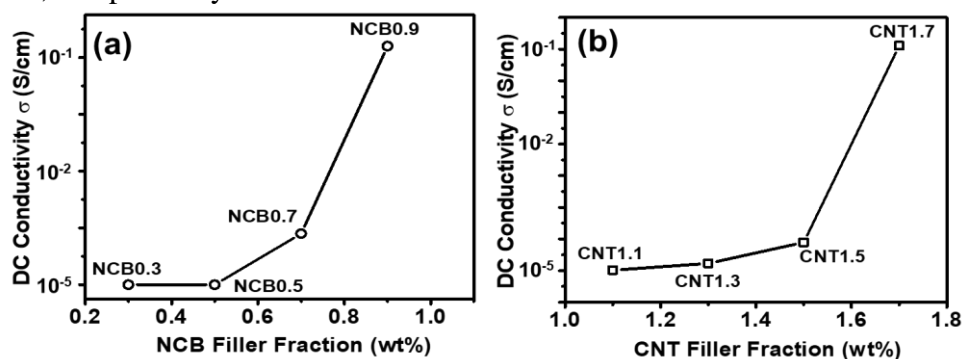 (a)
NCB0.9
10⁻¹
10⁻²
10⁻⁵
NCB0.7
NCB0.3
NCB0.5
DC Conductivity σ (S/cm)
0.2 0.4 0.6 0.8 1.0
NCB Filler Fraction (wt%)
(b)
CNT1.7
10⁻¹
10⁻²
10⁻⁵
CNT1.1
CNT1.3
CNT1.5
DC Conductivity σ (S/cm)
1.0 1.2 1.4 1.6 1.8
CNT Filler Fraction (wt%)